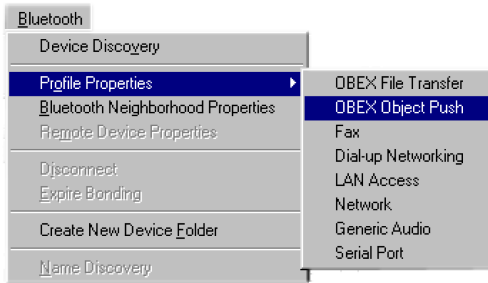 Bluetooth
Device Discovery
Profile Properties
Bluetooth Neighborhood Properties
Remote Device Properties
Disconnect
Expire Bonding
Create New Device Folder
Name Discovery
OBEX File Transfer
OBEX Object Push
Fax
Dial-up Networking
LAN Access
Network
Generic Audio
Serial Port